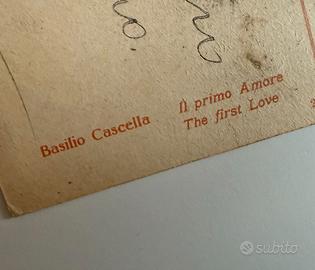 Basilio Cascella
Il primo Amore
The first Love
subito